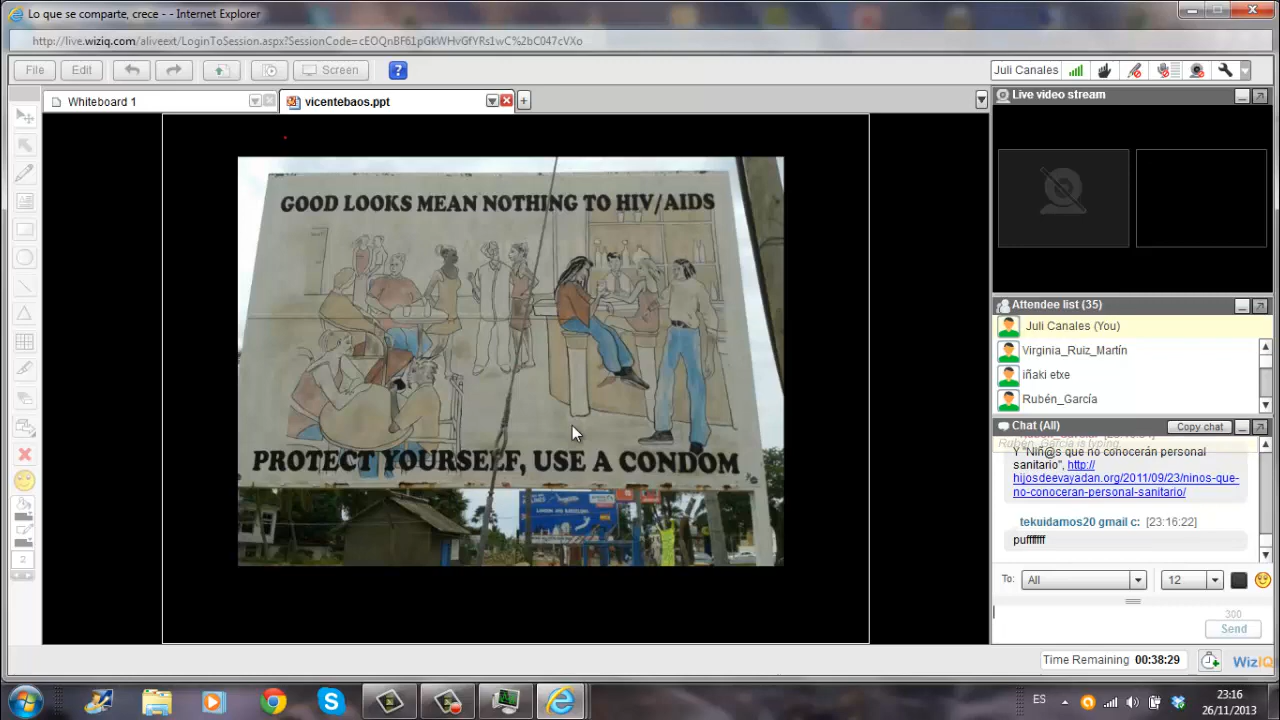 Lo que se comparte, crece - - Internet Explorer
http://live.wiziq.com/aliveext/LoginToSession.aspx?SessionCode=cEOQnBF61pGkWHvGfYRs1wC%2bC047cVXo
File
Edit
Screen
?
Juli Canales
Whiteboard 1
vicentebaos.ppt
+
GOOD LOOKS MEAN NOTHING TO HIV/AIDS
PROTECT YOURSELF, USE A CONDOM
2
Live video stream
Attendee list (35)
Juli Canales (You)
Virginia_Ruiz_Martín
iñaki etxe
Rubén_García
Chat (All)
Copy chat
Rubén_García is typing
Y "Niñ@s que no conocerán personal
sanitario", http://
hijosdeevayadan.org/2011/09/23/ninos-que-
no-conoceran-personal-sanitario/
tekuidamos20 gmail c: [23:16:22]
pufffffff
To:
All
12
300
Send
Time Remaining 00:38:29
WizIQ
ES
23:16
26/11/2013